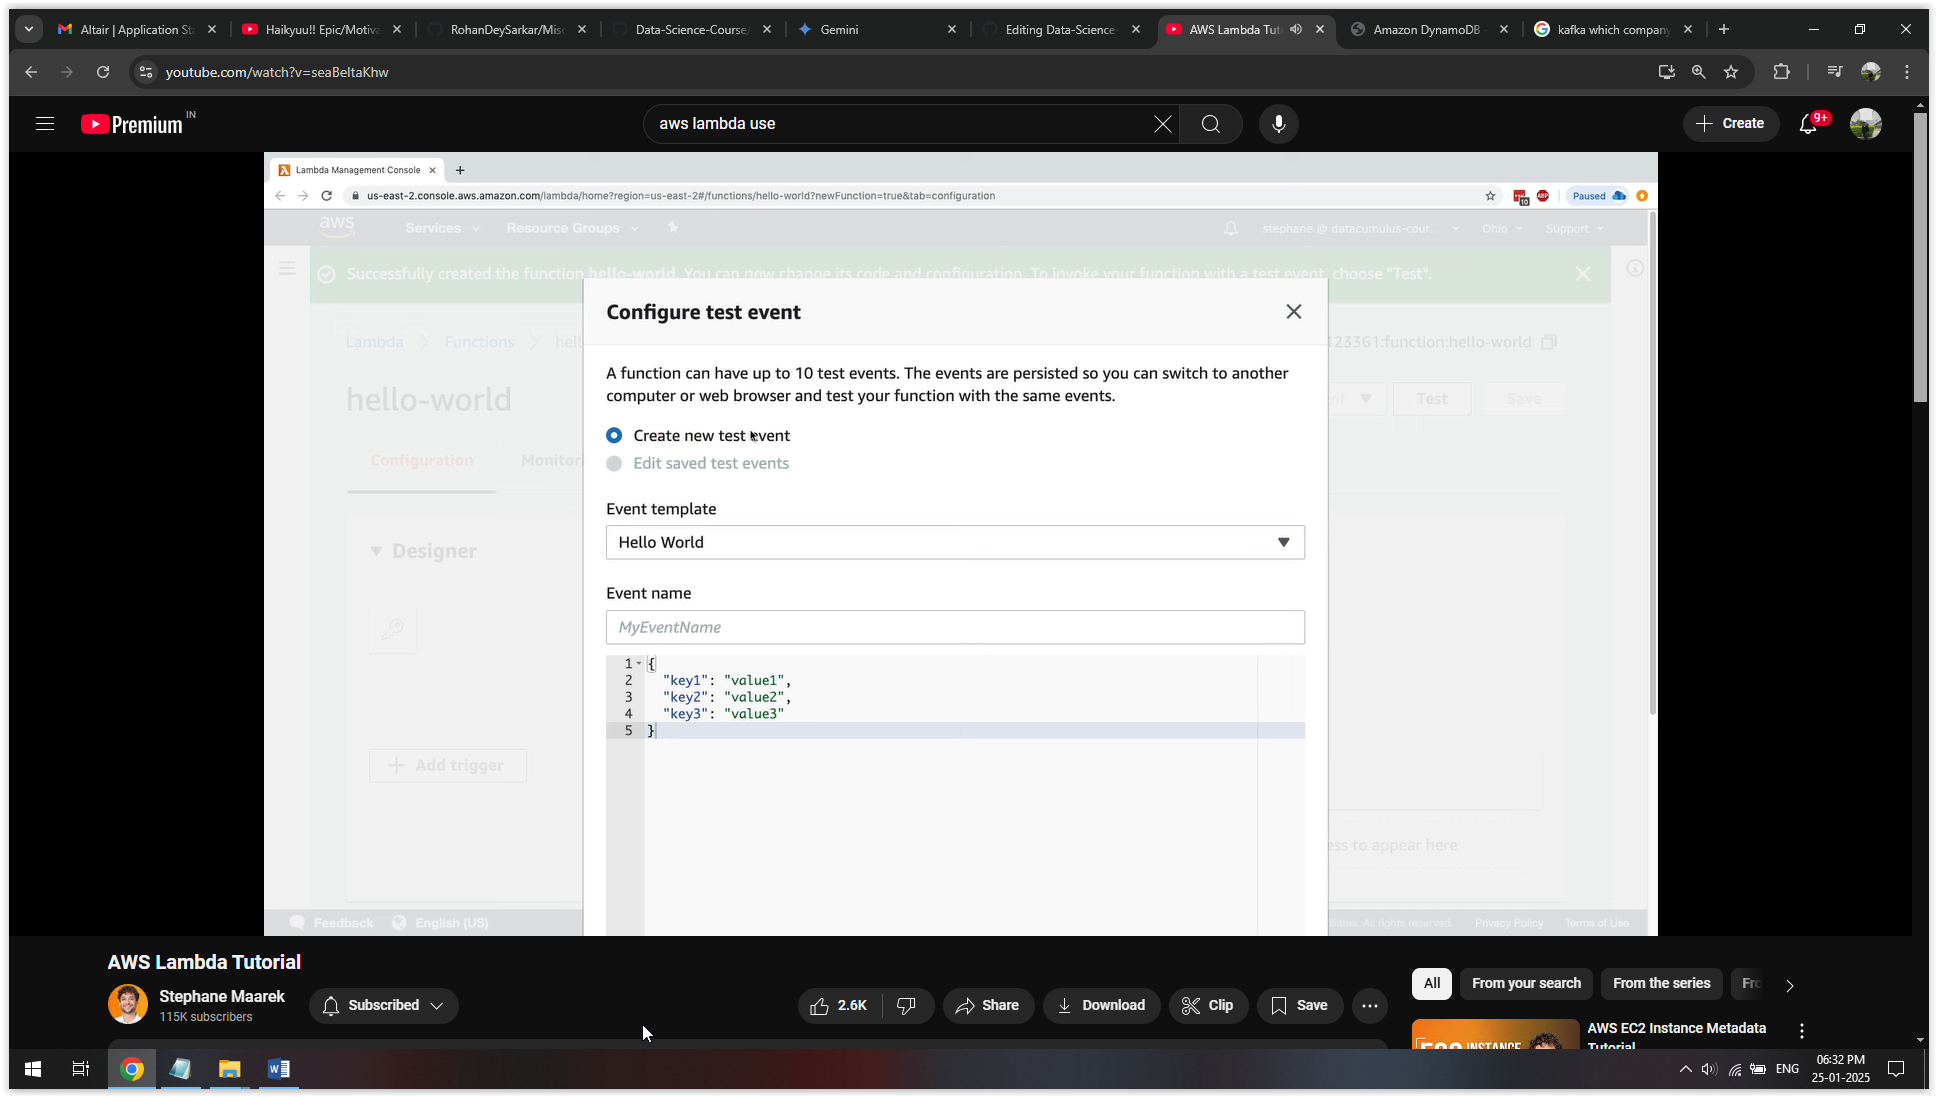 Altair | Application St
Haikyuu!! Epic/Motiva
RohanDeySarkar/Misc
Data-Science-Course/
Gemini
Editing Data-Science-
AWS Lambda Tut
Amazon DynamoDB
kafka which company
youtube.com/watch?v=seaBeltaKhw
Premium IN
aws lambda use
Create
9+
Lambda Management Console
us-east-2.console.aws.amazon.com/lambda/home?region=us-east-2#/functions/hello-world?newFunction=true&tab=configuration
10
ABP
Paused
aws
Services
Resource Groups
stephane @ datacumulus-cour...
Ohio
Support
Successfully created the function hello-world. You can now change its code and configuration. To invoke your function with a test event, choose "Test".
Configure test event
Lambda
Functions
hell
123361:function:hello-world
A function can have up to 10 test events. The events are persisted so you can switch to another
computer or web browser and test your function with the same events.
hello-world
Test
Save
Create new test event
Configuration
Monitori
Edit saved test events
Event template
Hello World
Designer
Event name
MyEventName
1 {
2 "key1": "value1",
3 "key2": "value2",
4 "key3": "value3"
5 }
Add trigger
ess to appear here
Feedback
English (US)
iliates. All rights reserved.
Privacy Policy
Terms of Use
AWS Lambda Tutorial
Stephane Maarek
115K subscribers
Subscribed
2.6K
Share
Download
Clip
Save
All
From your search
From the series
Fro
AWS EC2 Instance Metadata
Tutorial
INSTANCE
ENG
06:32 PM
25-01-2025